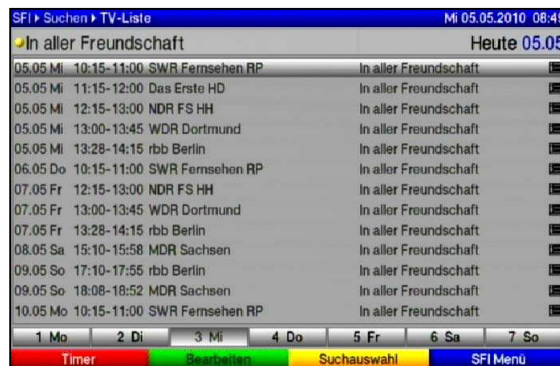 SFI ▸ Suchen ▸ TV-Liste Mi 05.05.2010 08:49
In aller Freundschaft Heute 05.05
05.05 Mi 10:15-11:00 SWR Fernsehen RP In aller Freundschaft
05.05 Mi 11:15-12:00 Das Erste HD In aller Freundschaft
05.05 Mi 12:15-13:00 NDR FS HH In aller Freundschaft
05.05 Mi 13:00-13:45 WDR Dortmund In aller Freundschaft
05.05 Mi 13:28-14:15 rbb Berlin In aller Freundschaft
06.05 Do 10:15-11:00 SWR Fernsehen RP In aller Freundschaft
07.05 Fr 12:15-13:00 NDR FS HH In aller Freundschaft
07.05 Fr 13:00-13:45 WDR Dortmund In aller Freundschaft
07.05 Fr 13:28-14:15 rbb Berlin In aller Freundschaft
08.05 Sa 15:10-15:58 MDR Sachsen In aller Freundschaft
09.05 So 17:10-17:55 rbb Berlin In aller Freundschaft
09.05 So 18:08-18:52 MDR Sachsen In aller Freundschaft
10.05 Mo 10:15-11:00 SWR Fernsehen RP In aller Freundschaft
1 Mo 2 Di 3 Mi 4 Do 5 Fr 6 Sa 7 So
Timer Bearbeiten Suchauswahl SFI Menü